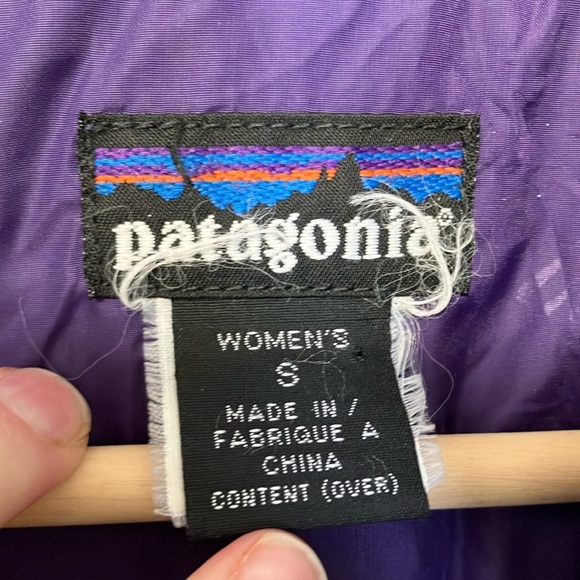 patagonia®
WOMEN'S
S
MADE IN /
FABRIQUE A
CHINA
CONTENT (OVER)